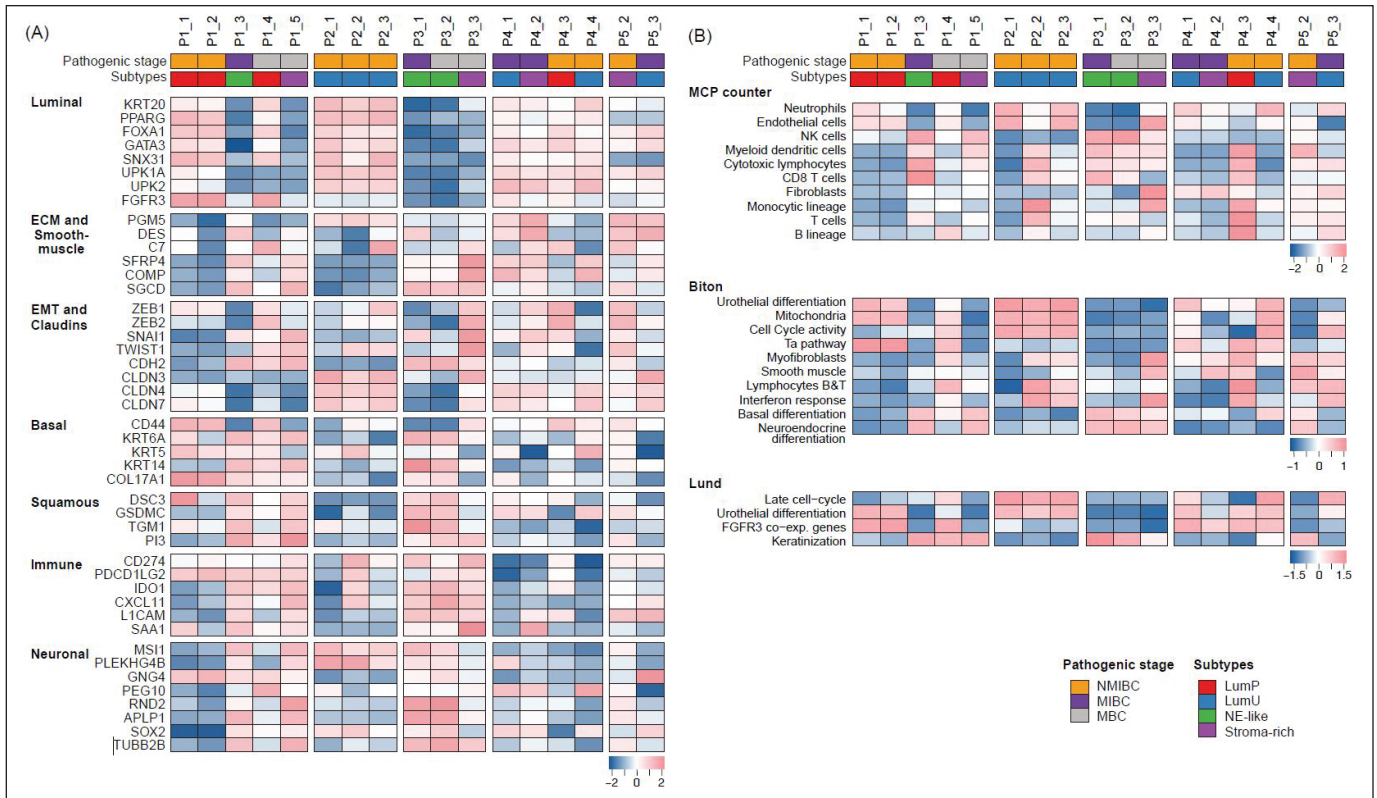 (A)
P1_1 P1_2 P1_3 P1_4 P1_5 P2_1 P2_2 P2_3 P3_1 P3_2 P3_3 P4_1 P4_2 P4_3 P4_4 P5_2 P5_3
Pathogenic stage
Subtypes
Luminal
KRT20
PPARG
FOXA1
GATA3
SNX31
UPK1A
UPK2
FGFR3
ECM and
Smooth-
muscle
PGM5
DES
C7
SFRP4
COMP
SGCD
EMT and
Claudins
ZEB1
ZEB2
SNAI1
TWIST1
CDH2
CLDN3
CLDN4
CLDN7
Basal
CD44
KRT6A
KRT5
KRT14
COL17A1
Squamous
DSC3
GSDMC
TGM1
PI3
Immune
CD274
PDCD1LG2
IDO1
CXCL11
L1CAM
SAA1
Neuronal
MSI1
PLEKHG4B
GNG4
PEG10
RND2
APLP1
SOX2
TUBB2B
-2 0 2
(B)
P1_1 P1_2 P1_3 P1_4 P1_5 P2_1 P2_2 P2_3 P3_1 P3_2 P3_3 P4_1 P4_2 P4_3 P4_4 P5_2 P5_3
Pathogenic stage
Subtypes
MCP counter
Neutrophils
Endothelial cells
NK cells
Myeloid dendritic cells
Cytotoxic lymphocytes
CD8 T cells
Fibroblasts
Monocytic lineage
T cells
B lineage
-2 0 2
Biton
Urothelial differentiation
Mitochondria
Cell Cycle activity
Ta pathway
Myofibroblasts
Smooth muscle
Lymphocytes B&T
Interferon response
Basal differentiation
Neuroendocrine
differentiation
-1 0 1
Lund
Late cell-cycle
Urothelial differentiation
FGFR3 co-exp. genes
Keratinization
-1.5 0 1.5
Pathogenic stage
NMIBC
MIBC
MBC
Subtypes
LumP
LumU
NE-like
Stroma-rich